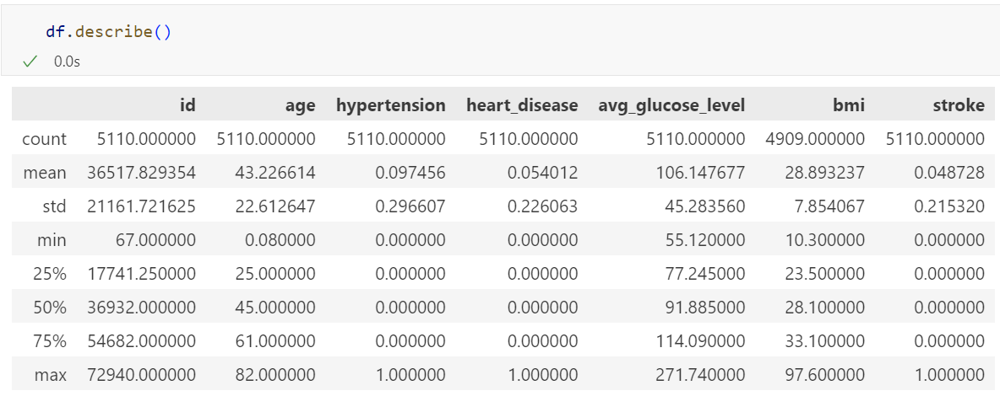 df.describe()
0.0s
id age hypertension heart_disease avg_glucose_level bmi stroke
count 5110.000000 5110.000000 5110.000000 5110.000000 5110.000000 4909.000000 5110.000000
mean 36517.829354 43.226614 0.097456 0.054012 106.147677 28.893237 0.048728
std 21161.721625 22.612647 0.296607 0.226063 45.283560 7.854067 0.215320
min 67.000000 0.080000 0.000000 0.000000 55.120000 10.300000 0.000000
25% 17741.250000 25.000000 0.000000 0.000000 77.245000 23.500000 0.000000
50% 36932.000000 45.000000 0.000000 0.000000 91.885000 28.100000 0.000000
75% 54682.000000 61.000000 0.000000 0.000000 114.090000 33.100000 0.000000
max 72940.000000 82.000000 1.000000 1.000000 271.740000 97.600000 1.000000